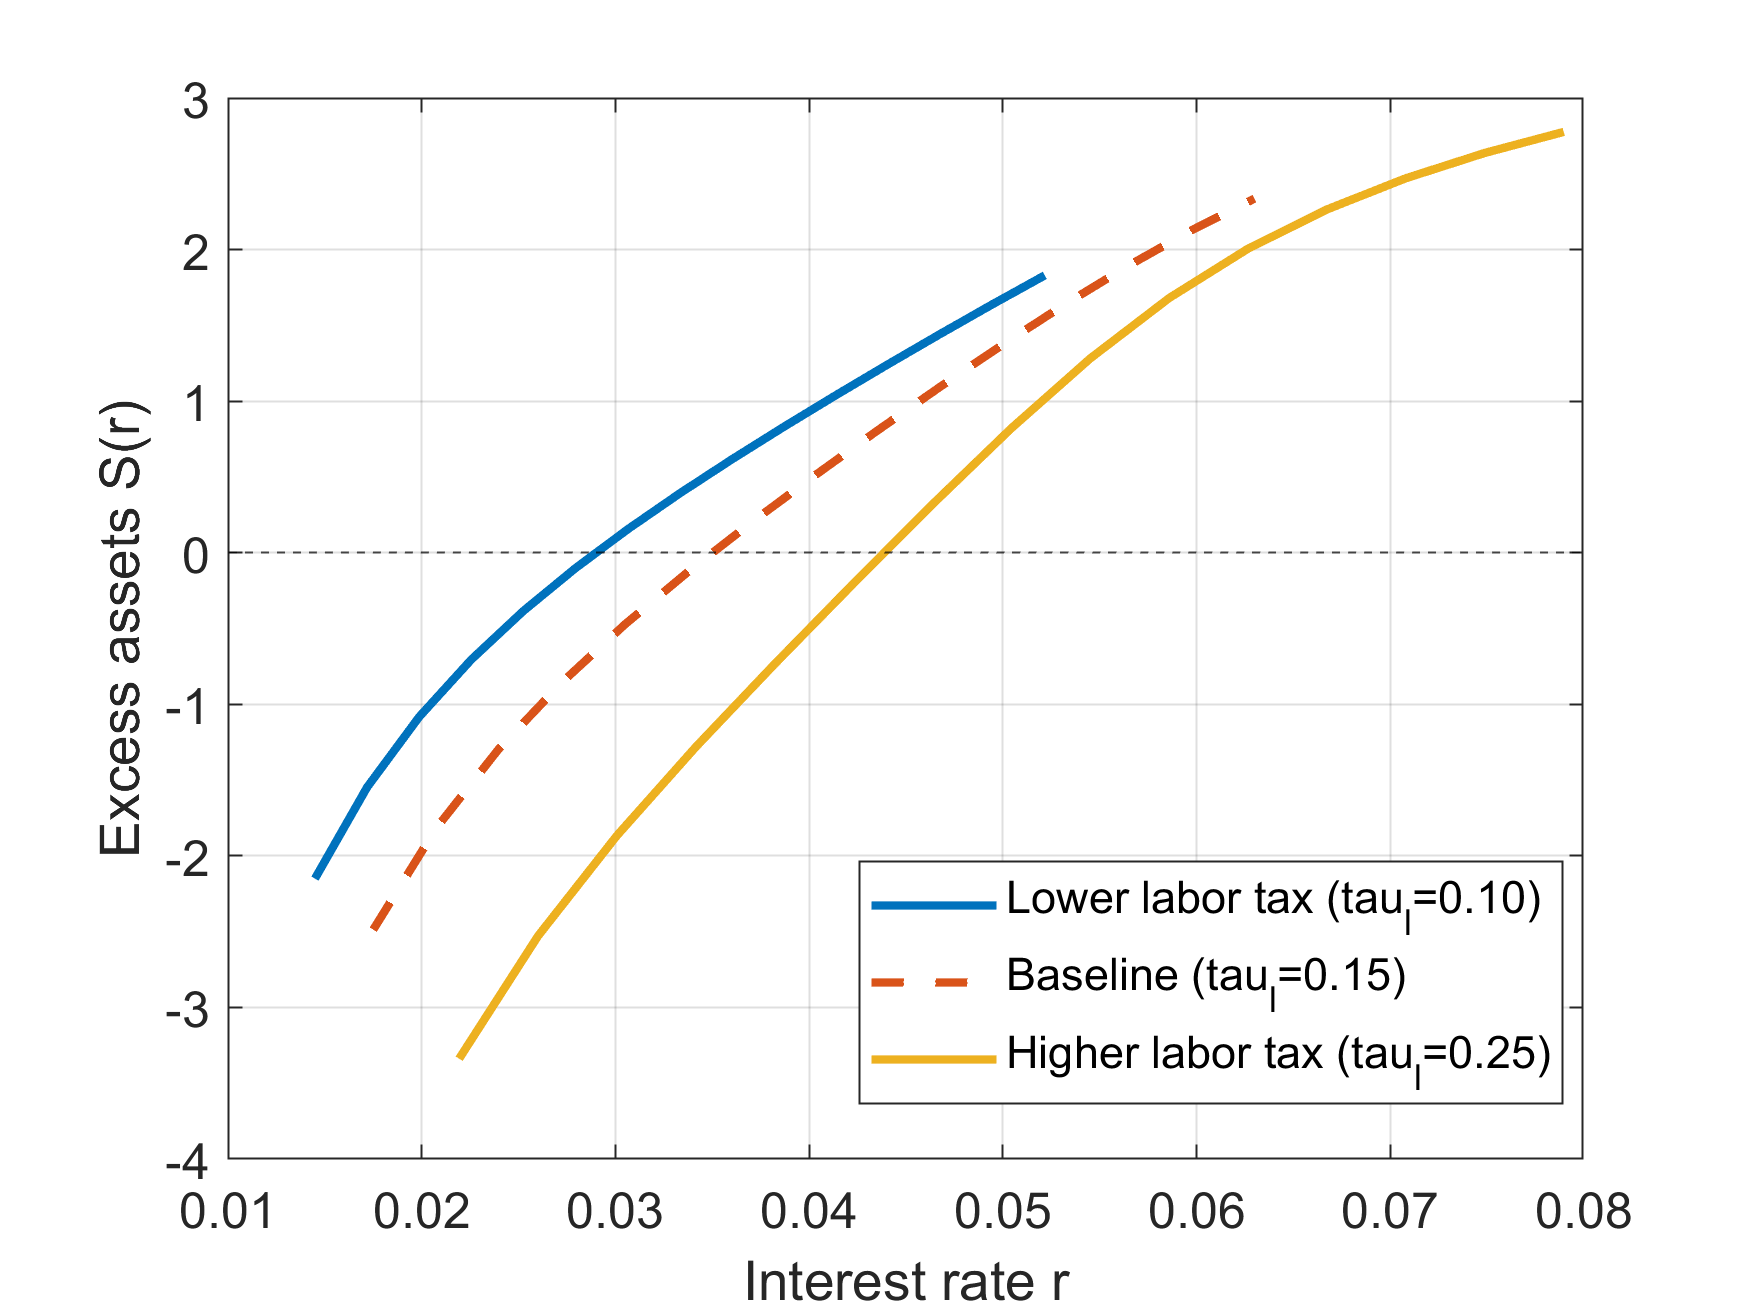 3
2
1
0
-1
-2
-3
-4
Excess assets S(r)
Lower labor tax (tau_l=0.10)
Baseline (tau_l=0.15)
Higher labor tax (tau_l=0.25)
0.01 0.02 0.03 0.04 0.05 0.06 0.07 0.08
Interest rate r